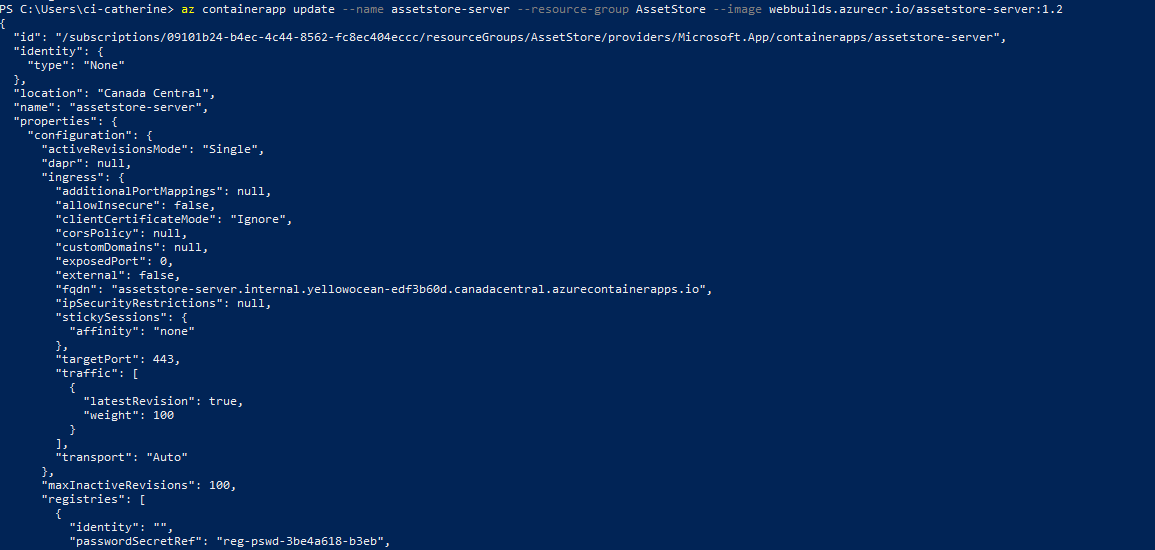 PS C:\Users\ci-catherine> az containerapp update --name assetstore-server --resource-group AssetStore --image webbuilds.azurecr.io/assetstore-server:1.2
{
  "id": "/subscriptions/09101b24-b4ec-4c44-8562-fc8ec404eccc/resourceGroups/AssetStore/providers/Microsoft.App/containerapps/assetstore-server",
  "identity": {
    "type": "None"
  },
  "location": "Canada Central",
  "name": "assetstore-server",
  "properties": {
    "configuration": {
      "activeRevisionsMode": "Single",
      "dapr": null,
      "ingress": {
        "additionalPortMappings": null,
        "allowInsecure": false,
        "clientCertificateMode": "Ignore",
        "corsPolicy": null,
        "customDomains": null,
        "exposedPort": 0,
        "external": false,
        "fqdn": "assetstore-server.internal.yellowocean-edf3b60d.canadacentral.azurecontainerapps.io",
        "ipSecurityRestrictions": null,
        "stickySessions": {
          "affinity": "none"
        },
        "targetPort": 443,
        "traffic": [
          {
            "latestRevision": true,
            "weight": 100
          }
        ],
        "transport": "Auto"
      },
      "maxInactiveRevisions": 100,
      "registries": [
        {
          "identity": "",
          "passwordSecretRef": "reg-pswd-3be4a618-b3eb",